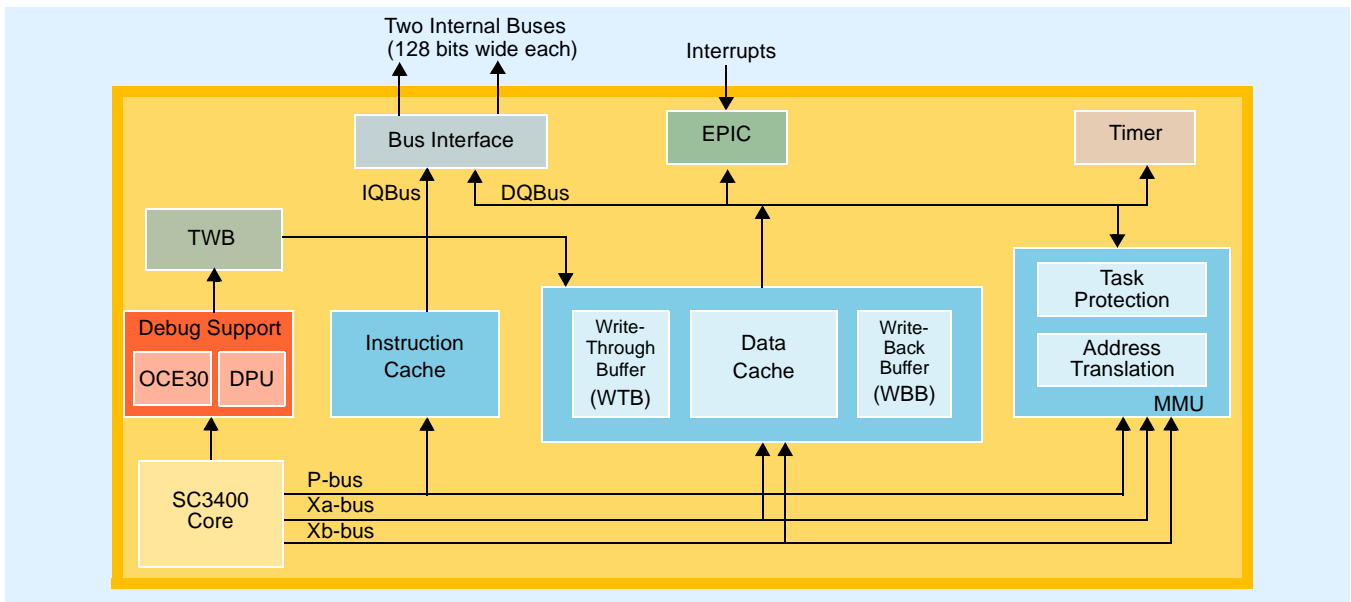 Two Internal Buses
(128 bits wide each)
Interrupts
Bus Interface
EPIC
Timer
IQBus
DQBus
TWB
Task
Protection
Debug Support
OCE30
DPU
Instruction
Cache
Write-
Through
Buffer
(WTB)
Data
Cache
Write-
Back
Buffer
(WBB)
Address
Translation
MMU
SC3400
Core
P-bus
Xa-bus
Xb-bus